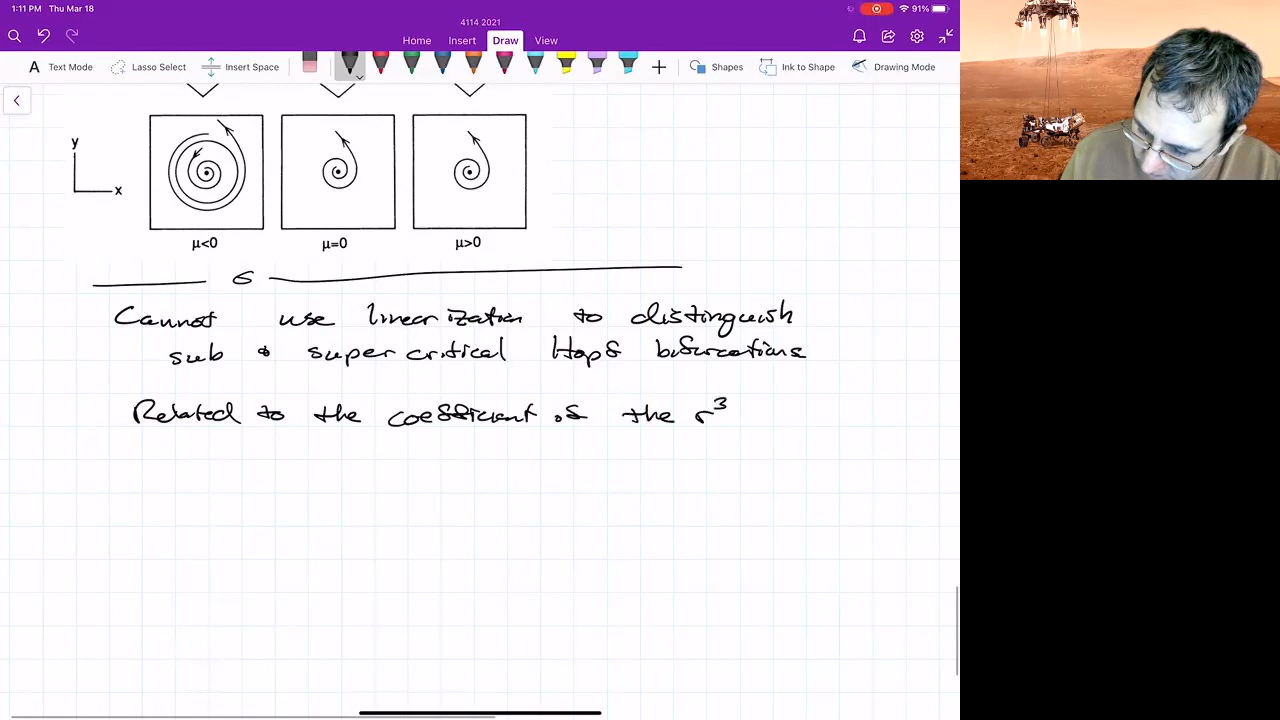 1:11 PM Thu Mar 18
91%
4114 2021
Home Insert Draw View
Text Mode Lasso Select Insert Space Shapes Ink to Shape Drawing Mode
y
x
μ<0 μ=0 μ>0
6
Cannot use linearization to distinguish
sub & super critical Hopf bifurcations
Related to the coefficient of the r³